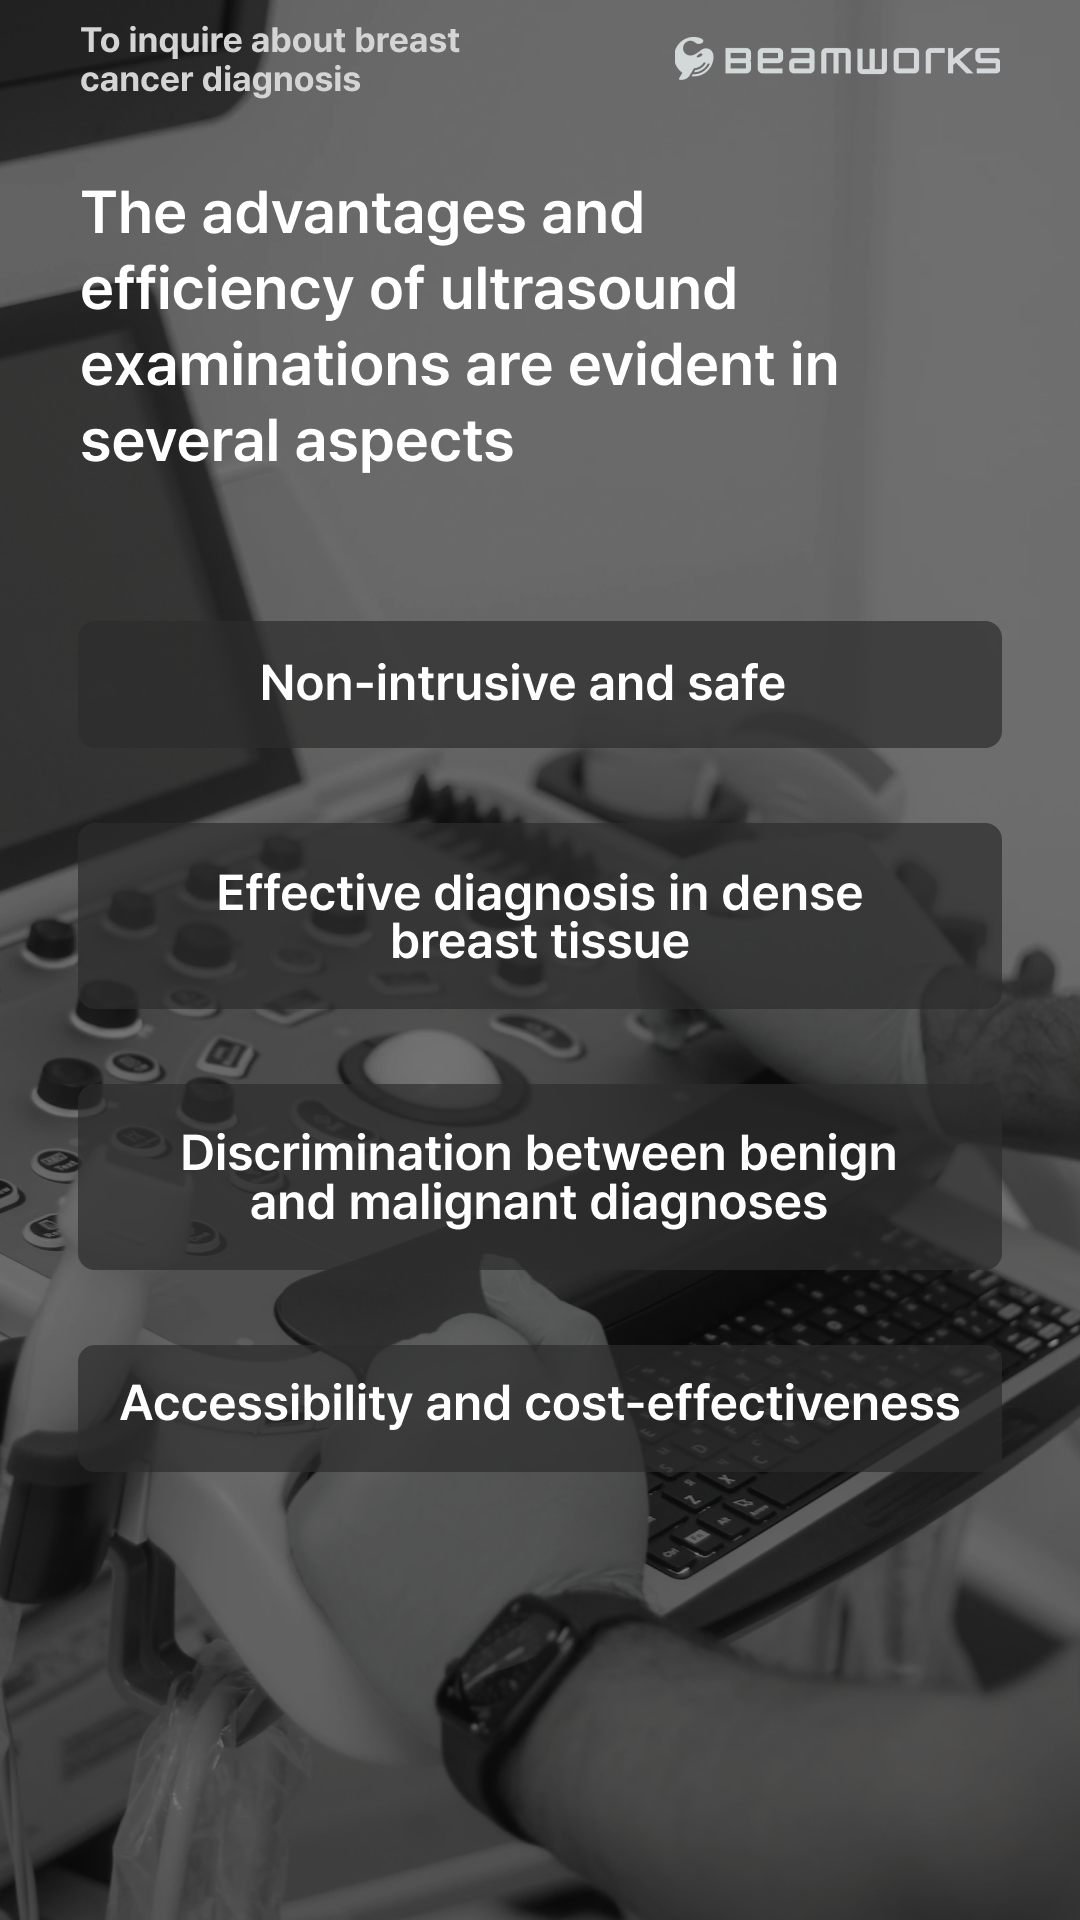 To inquire about breast
cancer diagnosis
BEAMWORKS
The advantages and
efficiency of ultrasound
examinations are evident in
several aspects
Non-intrusive and safe
Effective diagnosis in dense
breast tissue
Discrimination between benign
and malignant diagnoses
Accessibility and cost-effectiveness